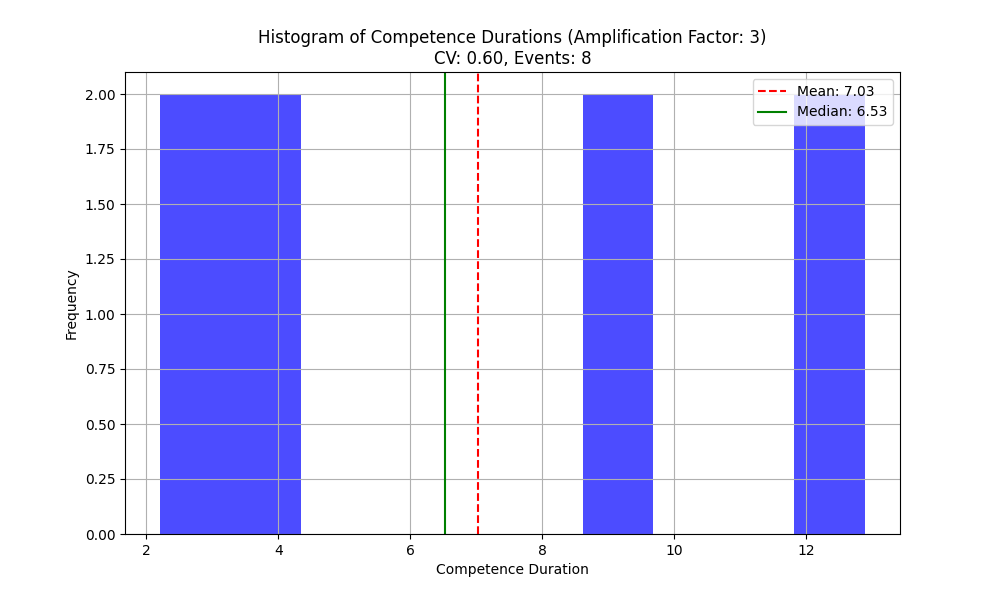 Histogram of Competence Durations (Amplification Factor: 3)
CV: 0.60, Events: 8
Mean: 7.03
Median: 6.53
2.00
1.75
1.50
1.25
1.00
0.75
0.50
0.25
0.00
Frequency
2 4 6 8 10 12
Competence Duration